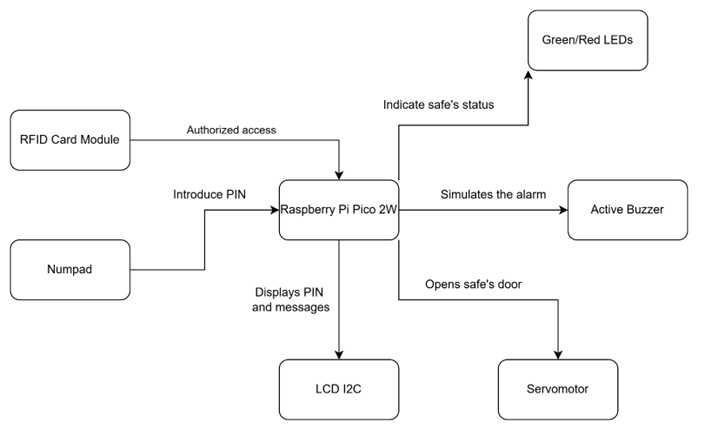 Green/Red LEDs
Indicate safe's status
RFID Card Module
Authorized access
Introduce PIN
Raspberry Pi Pico 2W
Simulates the alarm
Active Buzzer
Numpad
Displays PIN
and messages
Opens safe's door
LCD I2C
Servomotor